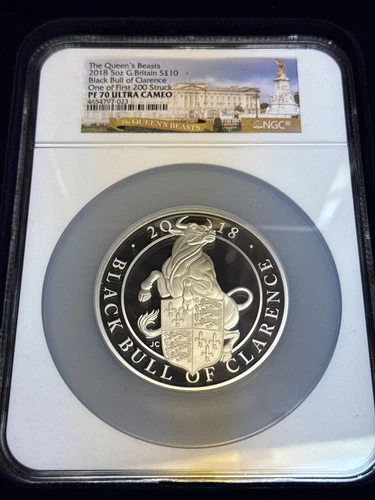 The Queen's Beasts
2018 5oz G.Britain S£10
Black Bull of Clarence
One of First 200 Struck
PF 70 ULTRA CAMEO
4654797-023
The QUEEN'S BEASTS
NGC
· 2018 ·
BLACK BULL OF CLARENCE
JC